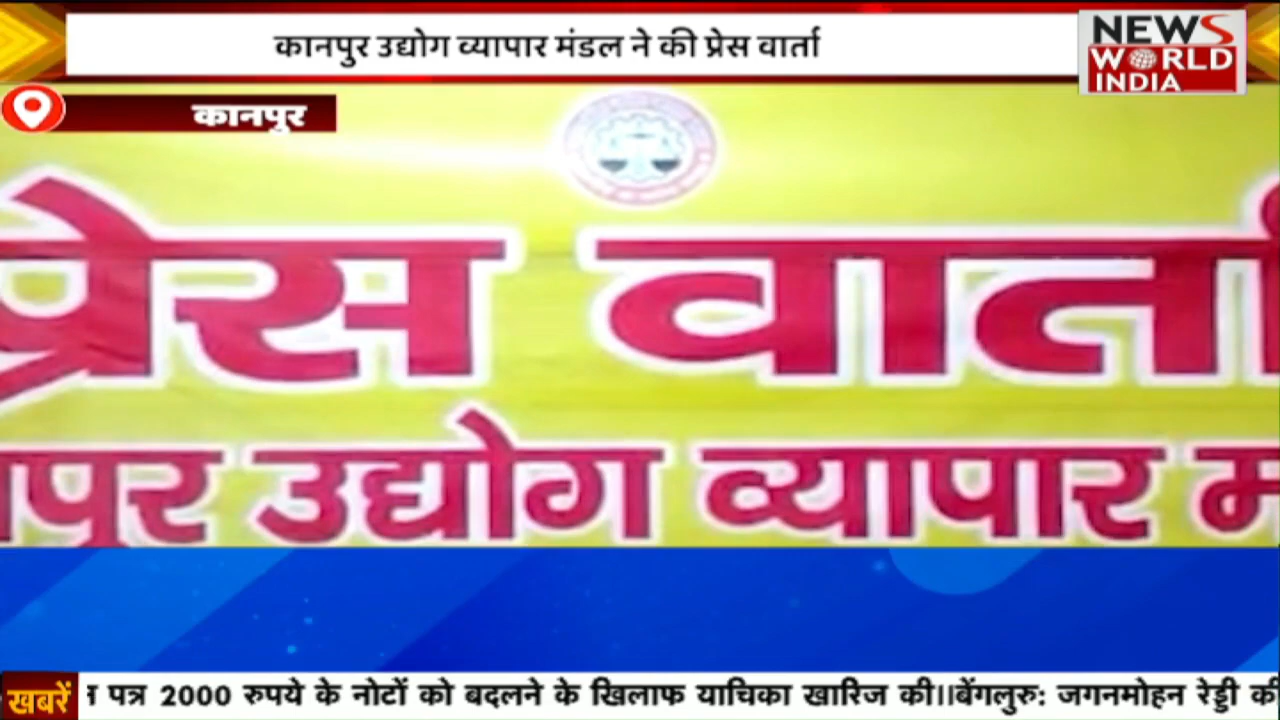 कानपुर उद्योग व्यापार मंडल ने की प्रेस वार्ता
NEWS
WORLD
INDIA
कानपुर
प्रेस वार्ता
पुर उद्योग व्यापार म
खबरें
न पत्र 2000 रुपये के नोटों को बदलने के खिलाफ याचिका खारिज की।।बेंगलुरु: जगनमोहन रेड्डी की